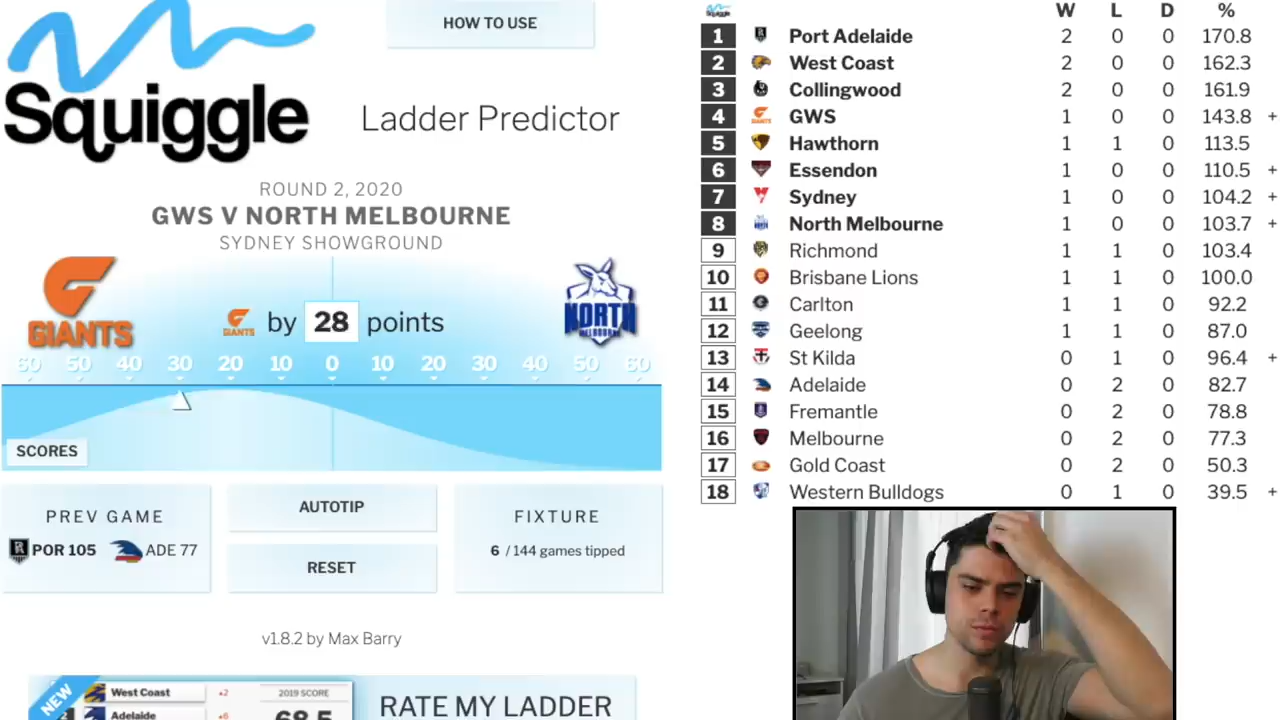 Squiggle
HOW TO USE
Ladder Predictor
ROUND 2, 2020
GWS V NORTH MELBOURNE
SYDNEY SHOWGROUND
GIANTS
GIANTS by 28 points
NORTH
MELBOURNE
60 50 40 30 20 10 0 10 20 30 40 50 60
SCORES
PREV GAME
POR 105 ADE 77
AUTOTIP
RESET
FIXTURE
6 / 144 games tipped
v1.8.2 by Max Barry
NEW
West Coast +2
Adelaide +6
2019 SCORE
68.5
RATE MY LADDER
Squiggle W L D %
1 Port Adelaide 2 0 0 170.8
2 West Coast 2 0 0 162.3
3 Collingwood 2 0 0 161.9
4 GWS 1 0 0 143.8 +
5 Hawthorn 1 1 0 113.5
6 Essendon 1 0 0 110.5 +
7 Sydney 1 0 0 104.2 +
8 North Melbourne 1 0 0 103.7 +
9 Richmond 1 1 0 103.4
10 Brisbane Lions 1 1 0 100.0
11 Carlton 1 1 0 92.2
12 Geelong 1 1 0 87.0
13 St Kilda 0 1 0 96.4 +
14 Adelaide 0 2 0 82.7
15 Fremantle 0 2 0 78.8
16 Melbourne 0 2 0 77.3
17 Gold Coast 0 2 0 50.3
18 Western Bulldogs 0 1 0 39.5 +